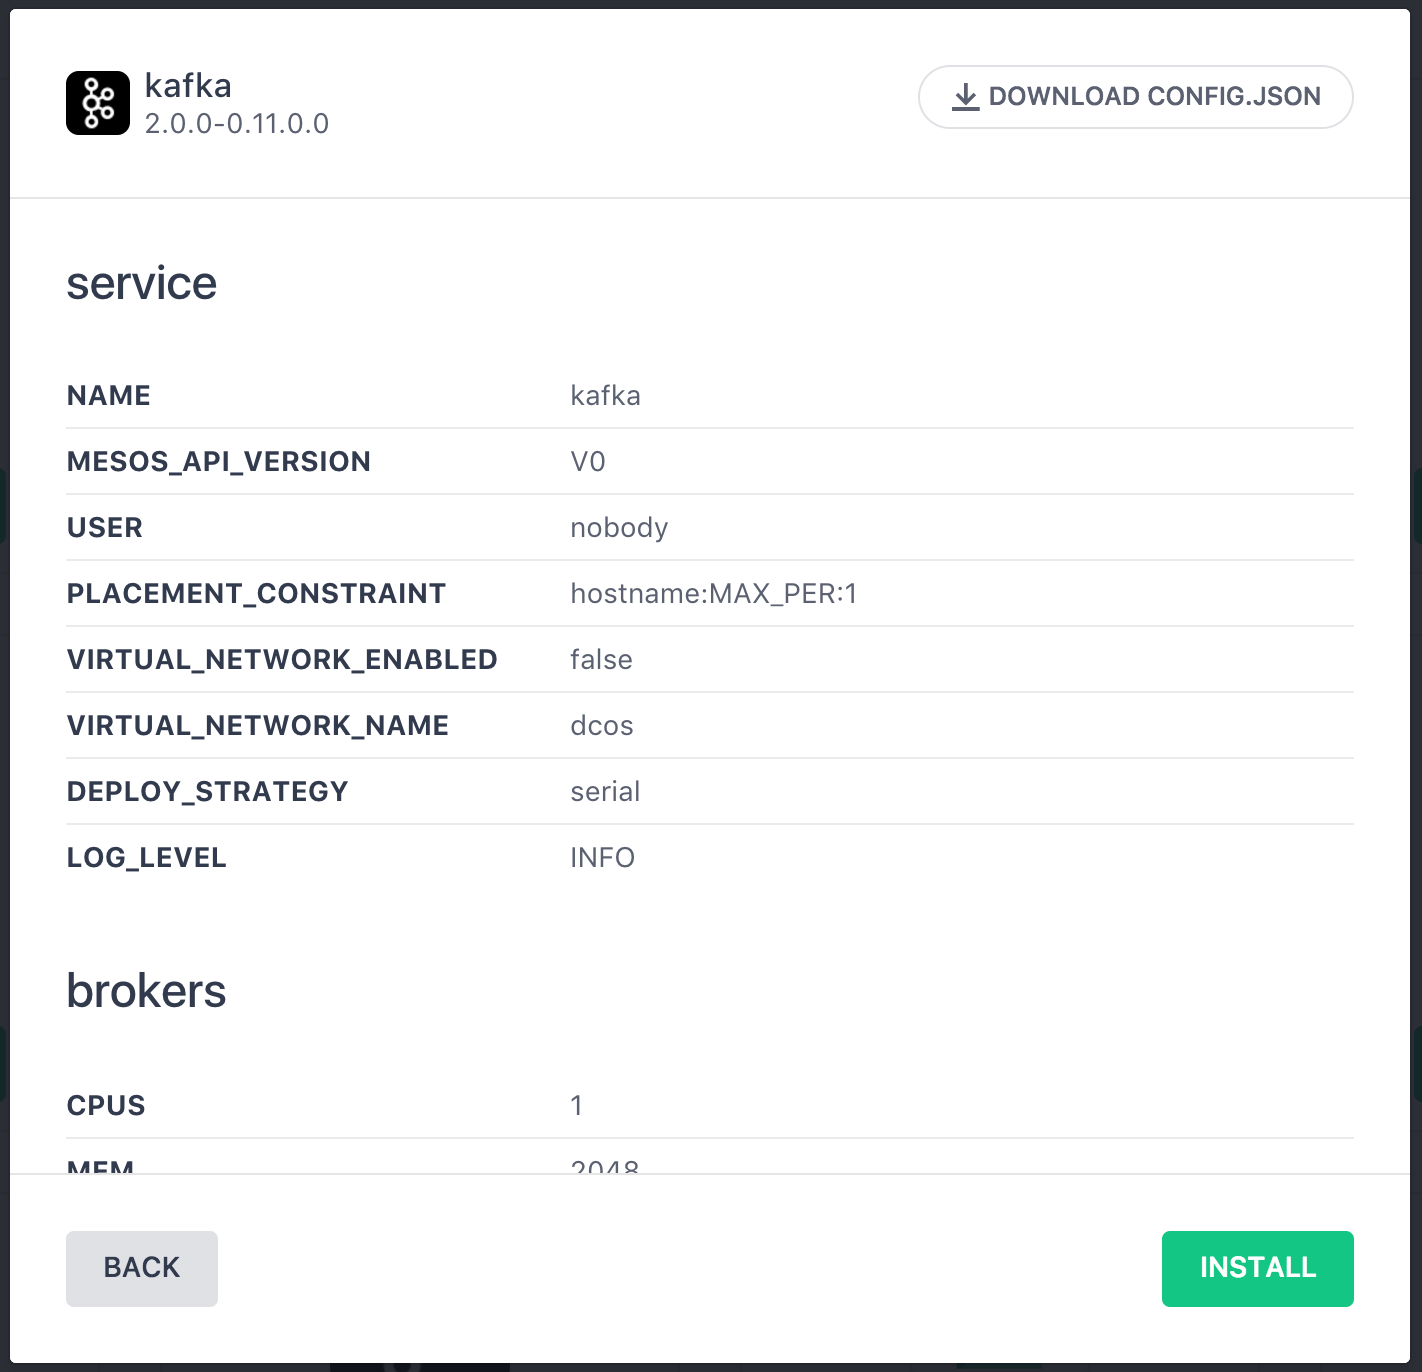 kafka
2.0.0-0.11.0.0
DOWNLOAD CONFIG.JSON
service
NAME kafka
MESOS_API_VERSION V0
USER nobody
PLACEMENT_CONSTRAINT hostname:MAX_PER:1
VIRTUAL_NETWORK_ENABLED false
VIRTUAL_NETWORK_NAME dcos
DEPLOY_STRATEGY serial
LOG_LEVEL INFO
brokers
CPUS 1
MEM 2048
BACK
INSTALL